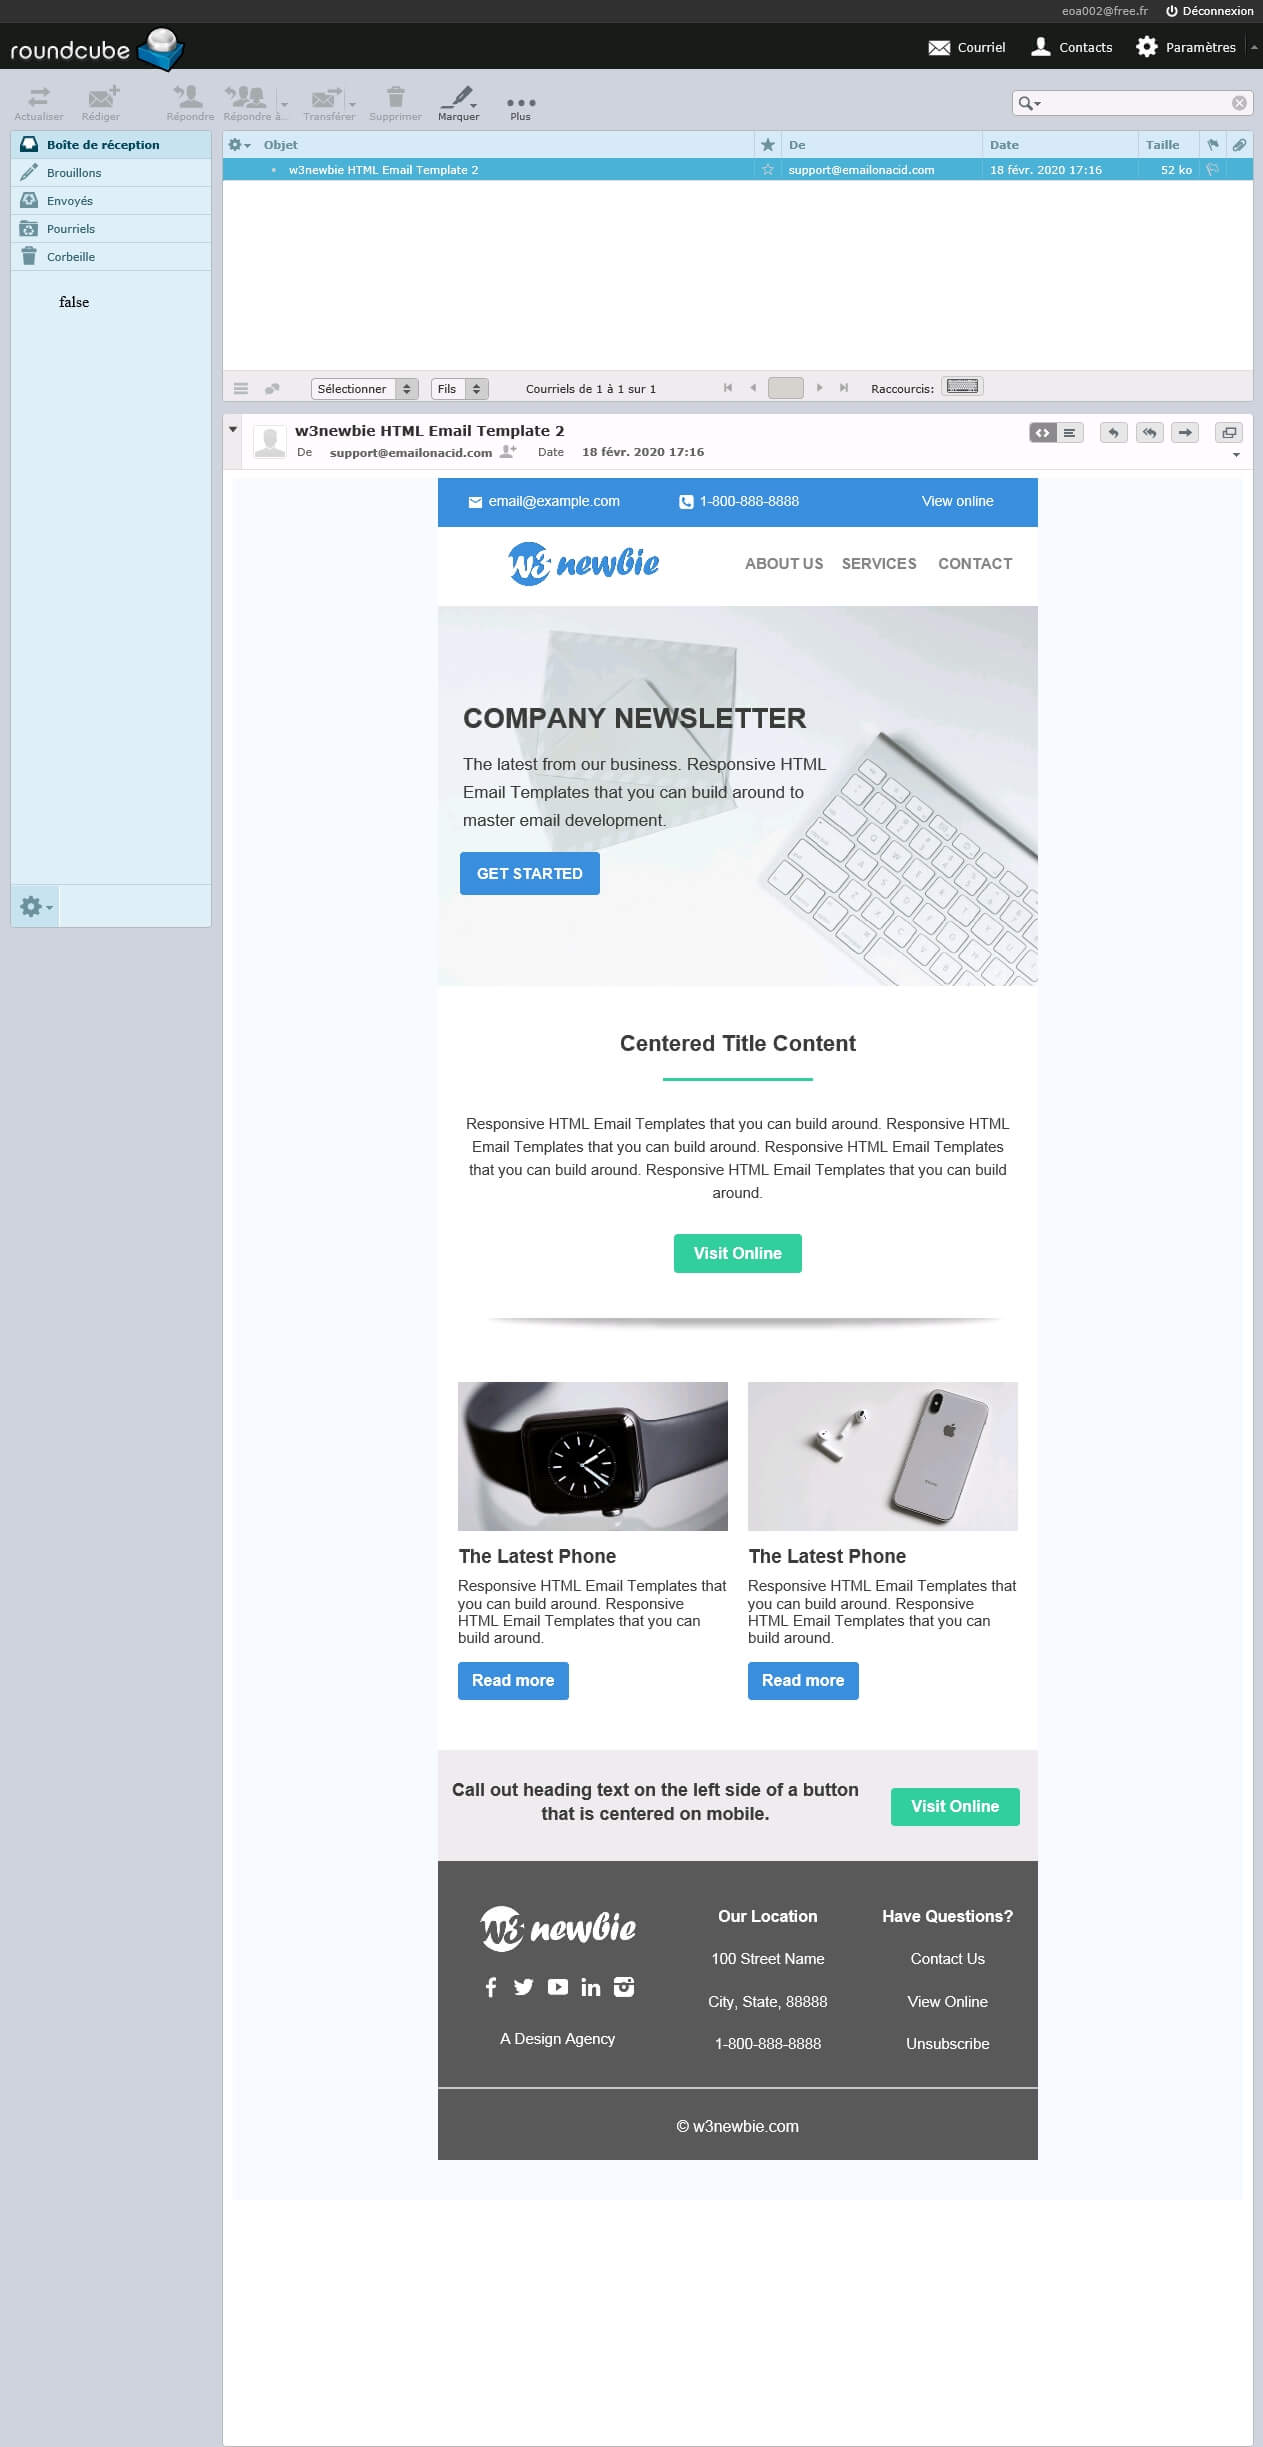 eoa002@free.fr Déconnexion
roundcube Courriel Contacts Paramètres
Actualiser Rédiger Répondre Répondre à... Transférer Supprimer Marquer Plus
Boîte de réception
Brouillons
Envoyés
Pourriels
Corbeille
false
Objet De Date Taille
w3newbie HTML Email Template 2 support@emailonacid.com 18 févr. 2020 17:16 52 ko
Sélectionner Fils Courriels de 1 à 1 sur 1 Raccourcis:
w3newbie HTML Email Template 2
De support@emailonacid.com Date 18 févr. 2020 17:16
email@example.com 1-800-888-8888 View online
w3 newbie ABOUT US SERVICES CONTACT
COMPANY NEWSLETTER
The latest from our business. Responsive HTML
Email Templates that you can build around to
master email development.
GET STARTED
Centered Title Content
Responsive HTML Email Templates that you can build around. Responsive HTML
Email Templates that you can build around. Responsive HTML Email Templates
that you can build around. Responsive HTML Email Templates that you can build
around.
Visit Online
The Latest Phone
Responsive HTML Email Templates that
you can build around. Responsive
HTML Email Templates that you can
build around.
Read more
The Latest Phone
Responsive HTML Email Templates that
you can build around. Responsive
HTML Email Templates that you can
build around.
Read more
Call out heading text on the left side of a button
that is centered on mobile.
Visit Online
w3 newbie
A Design Agency
Our Location
100 Street Name
City, State, 88888
1-800-888-8888
Have Questions?
Contact Us
View Online
Unsubscribe
© w3newbie.com